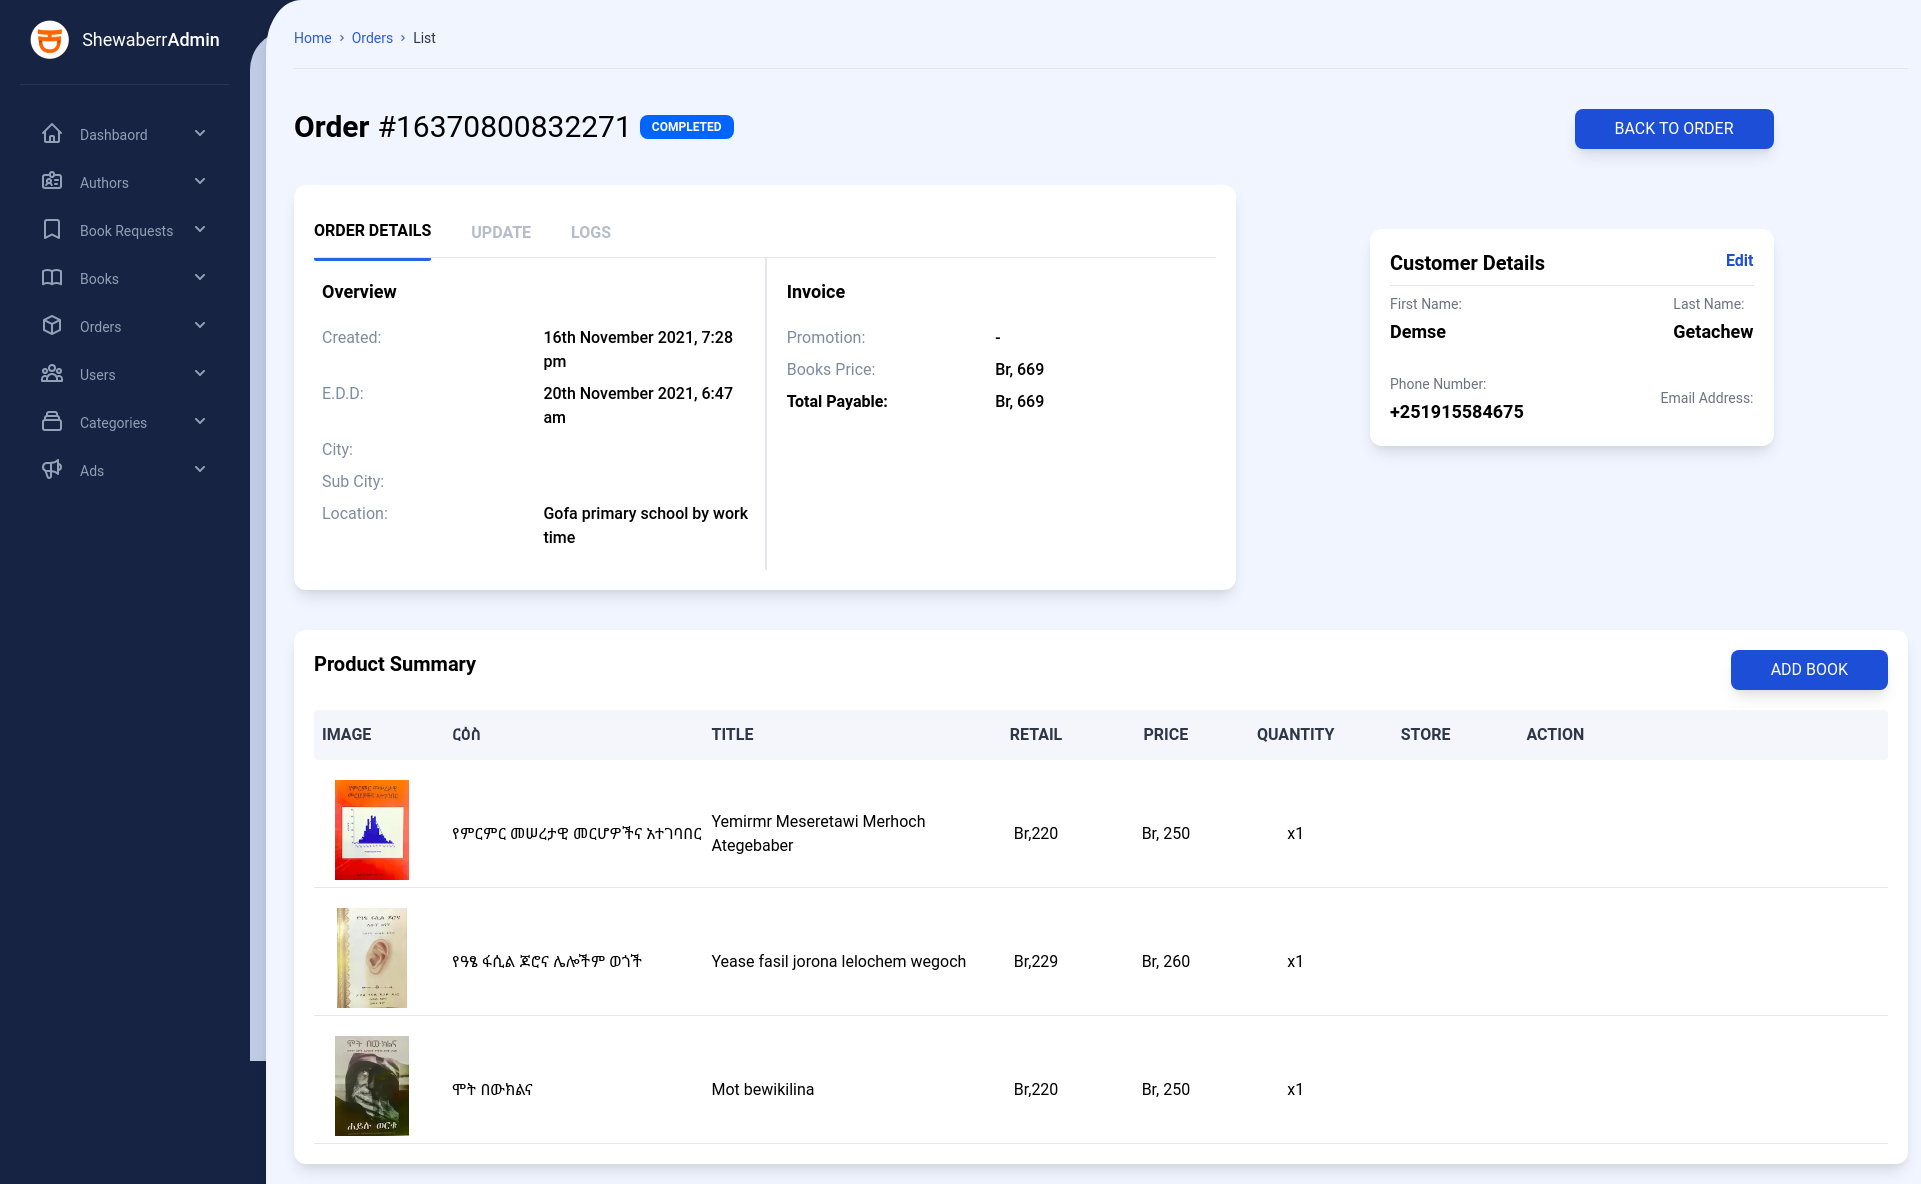 ShewaberrAdmin
Home > Orders > List
Dashbaord
Authors
Book Requests
Books
Orders
Users
Categories
Ads
Order #16370800832271 COMPLETED
BACK TO ORDER
ORDER DETAILS UPDATE LOGS
Overview
Created: 16th November 2021, 7:28
pm
E.D.D: 20th November 2021, 6:47
am
City:
Sub City:
Location: Gofa primary school by work
time
Invoice
Promotion: -
Books Price: Br, 669
Total Payable: Br, 669
Customer Details Edit
First Name: Last Name:
Demse Getachew
Phone Number:
Email Address:
+251915584675
Product Summary
ADD BOOK
IMAGE ርዕስ TITLE RETAIL PRICE QUANTITY STORE ACTION
የምርምር መሠረታዊ መርሆዎችና አተገባበር Yemirmr Meseretawi Merhoch
Ategebaber Br,220 Br, 250 x1
የዓፄ ፋሲል ጆሮና ሌሎችም ወጎች Yease fasil jorona lelochem wegoch Br,229 Br, 260 x1
ሞት በውክልና
ሐይሉ ወርቁ
ሞት በውክልና Mot bewikilina Br,220 Br, 250 x1